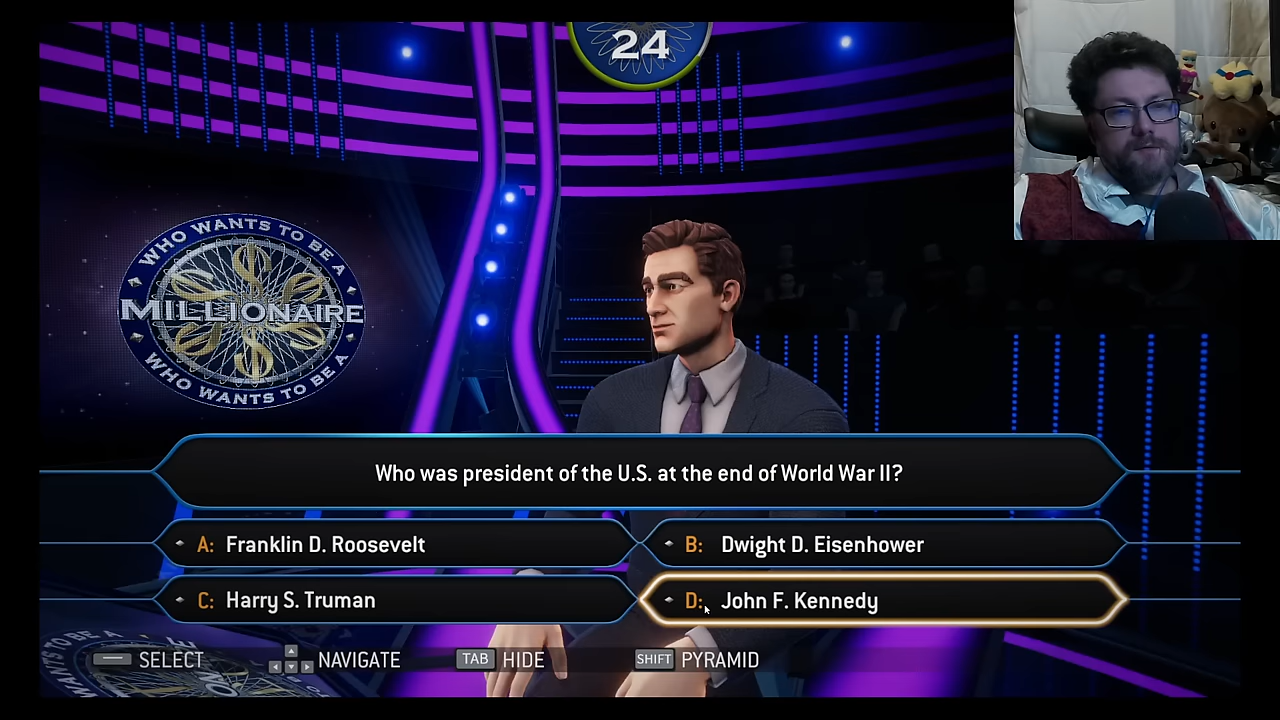 24
WHO WANTS TO BE A
MILLIONAIRE
WHO WANTS TO BE A
Who was president of the U.S. at the end of World War II?
A: Franklin D. Roosevelt
B: Dwight D. Eisenhower
C: Harry S. Truman
D: John F. Kennedy
SELECT
NAVIGATE
TAB HIDE
SHIFT PYRAMID